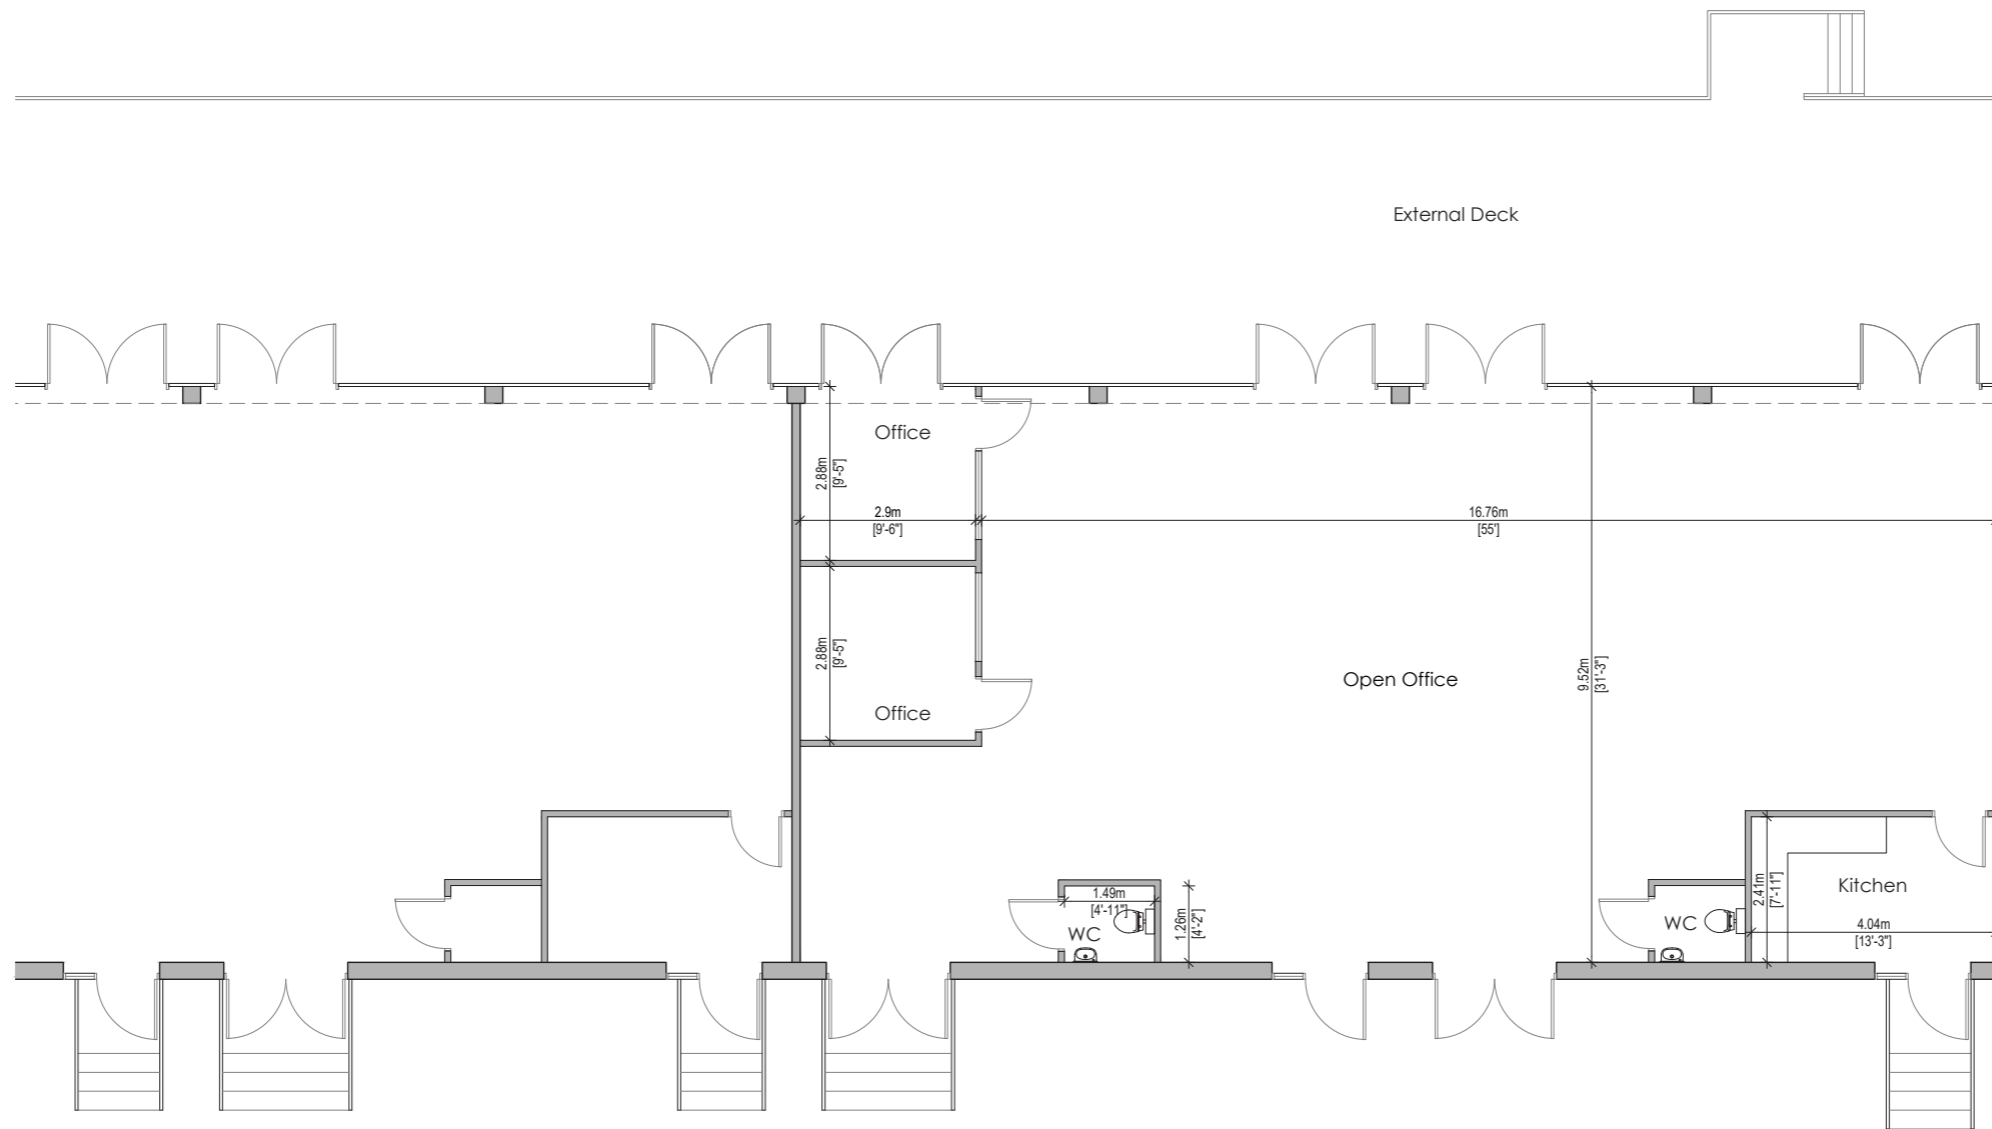 External Deck
Office
2.88m
[9'-5"]
2.9m
[9'-6"]
16.76m
[55']
2.88m
[9'-5"]
Office
Open Office
9.52m
[31'-3"]
1.49m
[4'-11"]
WC
1.26m
[4'-2"]
WC
2.41m
[7'-11"]
Kitchen
4.04m
[13'-3"]